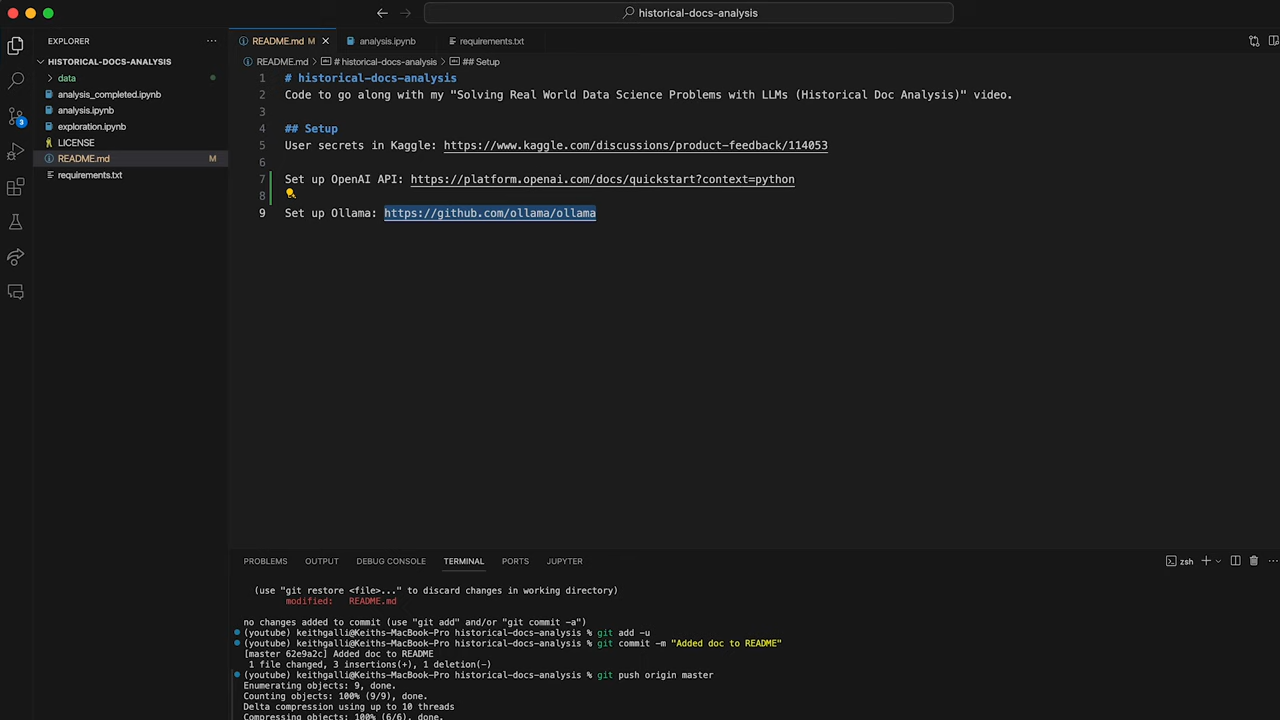 historical-docs-analysis
EXPLORER
HISTORICAL-DOCS-ANALYSIS
data
analysis_completed.ipynb
analysis.ipynb
exploration.ipynb
LICENSE
README.md M
requirements.txt
3
README.md M
analysis.ipynb
requirements.txt
README.md > # historical-docs-analysis > ## Setup
1 # historical-docs-analysis
2 Code to go along with my "Solving Real World Data Science Problems with LLMs (Historical Doc Analysis)" video.
3
4 ## Setup
5 User secrets in Kaggle: https://www.kaggle.com/discussions/product-feedback/114053
6
7 Set up OpenAI API: https://platform.openai.com/docs/quickstart?context=python
8
9 Set up Ollama: https://github.com/ollama/ollama
PROBLEMS OUTPUT DEBUG CONSOLE TERMINAL PORTS JUPYTER
zsh
(use "git restore <file>..." to discard changes in working directory)
modified: README.md
no changes added to commit (use "git add" and/or "git commit -a")
(youtube) keithgalli@Keiths-MacBook-Pro historical-docs-analysis % git add -u
(youtube) keithgalli@Keiths-MacBook-Pro historical-docs-analysis % git commit -m "Added doc to README"
[master 62e9a2c] Added doc to README
1 file changed, 3 insertions(+), 1 deletion(-)
(youtube) keithgalli@Keiths-MacBook-Pro historical-docs-analysis % git push origin master
Enumerating objects: 9, done.
Counting objects: 100% (9/9), done.
Delta compression using up to 10 threads
Compressing objects: 100% (6/6), done.